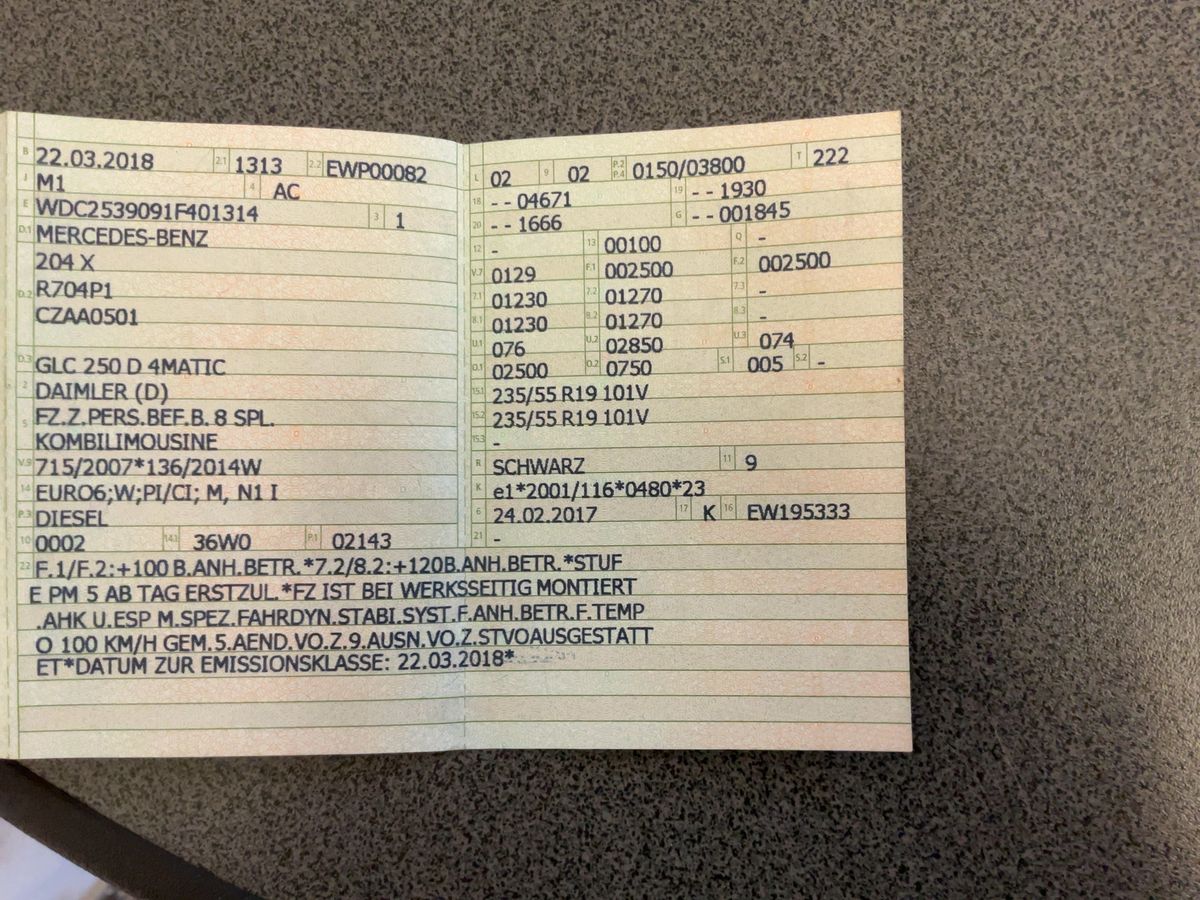 B 22.03.2018 2.1 1313 2.2 EWP00082
J M1 4 AC
E WDC2539091F401314 3 1
D.1 MERCEDES-BENZ
204 X
D.2 R704P1
CZAA0501
D.3 GLC 250 D 4MATIC
2 DAIMLER (D)
5 FZ.Z.PERS.BEF.B. 8 SPL.
KOMBILIMOUSINE
V.9 715/2007*136/2014W
14 EURO6;W;PI/CI; M, N1 I
P.3 DIESEL
10 0002 14.1 36W0 P.1 02143
L 02 9 02 P.2 P.4 0150/03800 T 222
18 - - 04671 19 - - 1930
20 - - 1666 G - - 001845
12 - 13 00100 Q -
V.7 0129 F.1 002500 F.2 002500
7.1 01230 7.2 01270 7.3 -
8.1 01230 8.2 01270 8.3 -
U.1 076 U.2 02850 U.3 074
O.1 02500 O.2 0750 S.1 005 S.2 -
15.1 235/55 R19 101V
15.2 235/55 R19 101V
15.3 -
R SCHWARZ 11 9
K e1*2001/116*0480*23
6 24.02.2017 17 K 16 EW195333
21 -
22 F.1/F.2:+100 B.ANH.BETR.*7.2/8.2:+120B.ANH.BETR.*STUF
E PM 5 AB TAG ERSTZUL.*FZ IST BEI WERKSSEITIG MONTIERT
.AHK U.ESP M.SPEZ.FAHRDYN.STABI.SYST.F.ANH.BETR.F.TEMP
O 100 KM/H GEM.5.AEND.VO.Z.9.AUSN.VO.Z.STVOAUSGESTATT
ET*DATUM ZUR EMISSIONSKLASSE: 22.03.2018*